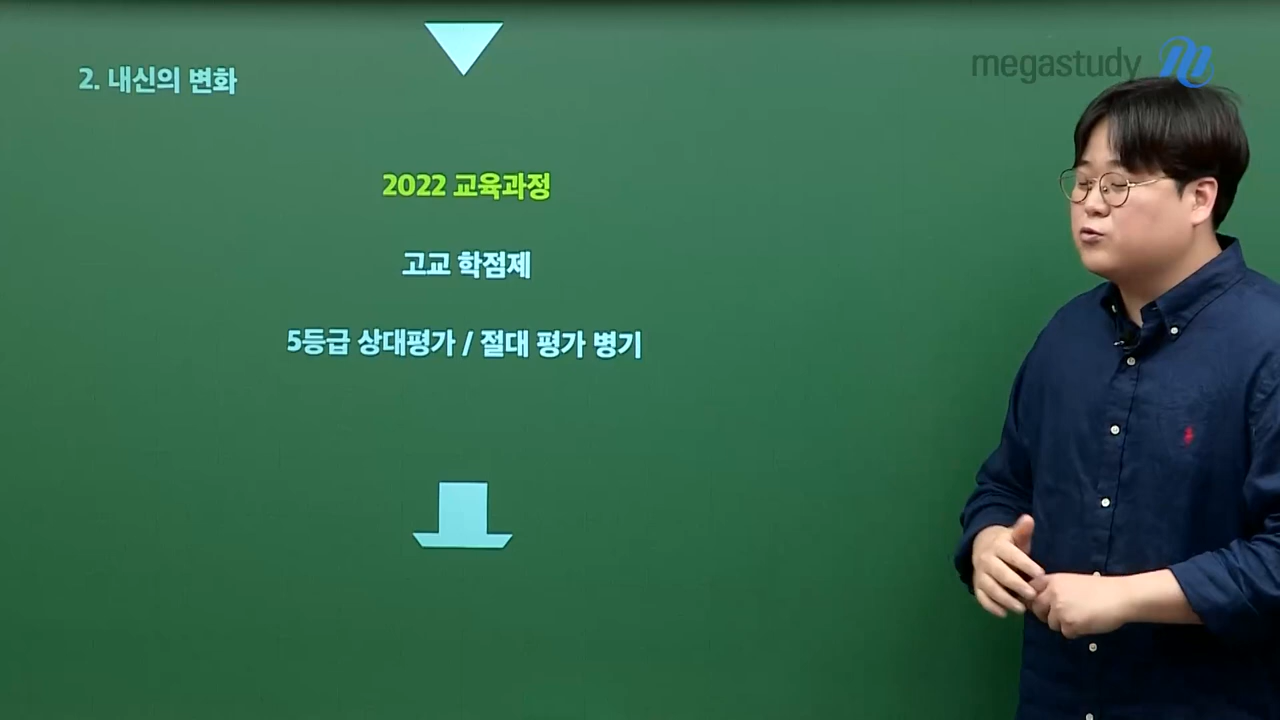 megastudy
2. 내신의 변화
2022 교육과정
고교 학점제
5등급 상대평가 / 절대 평가 병기